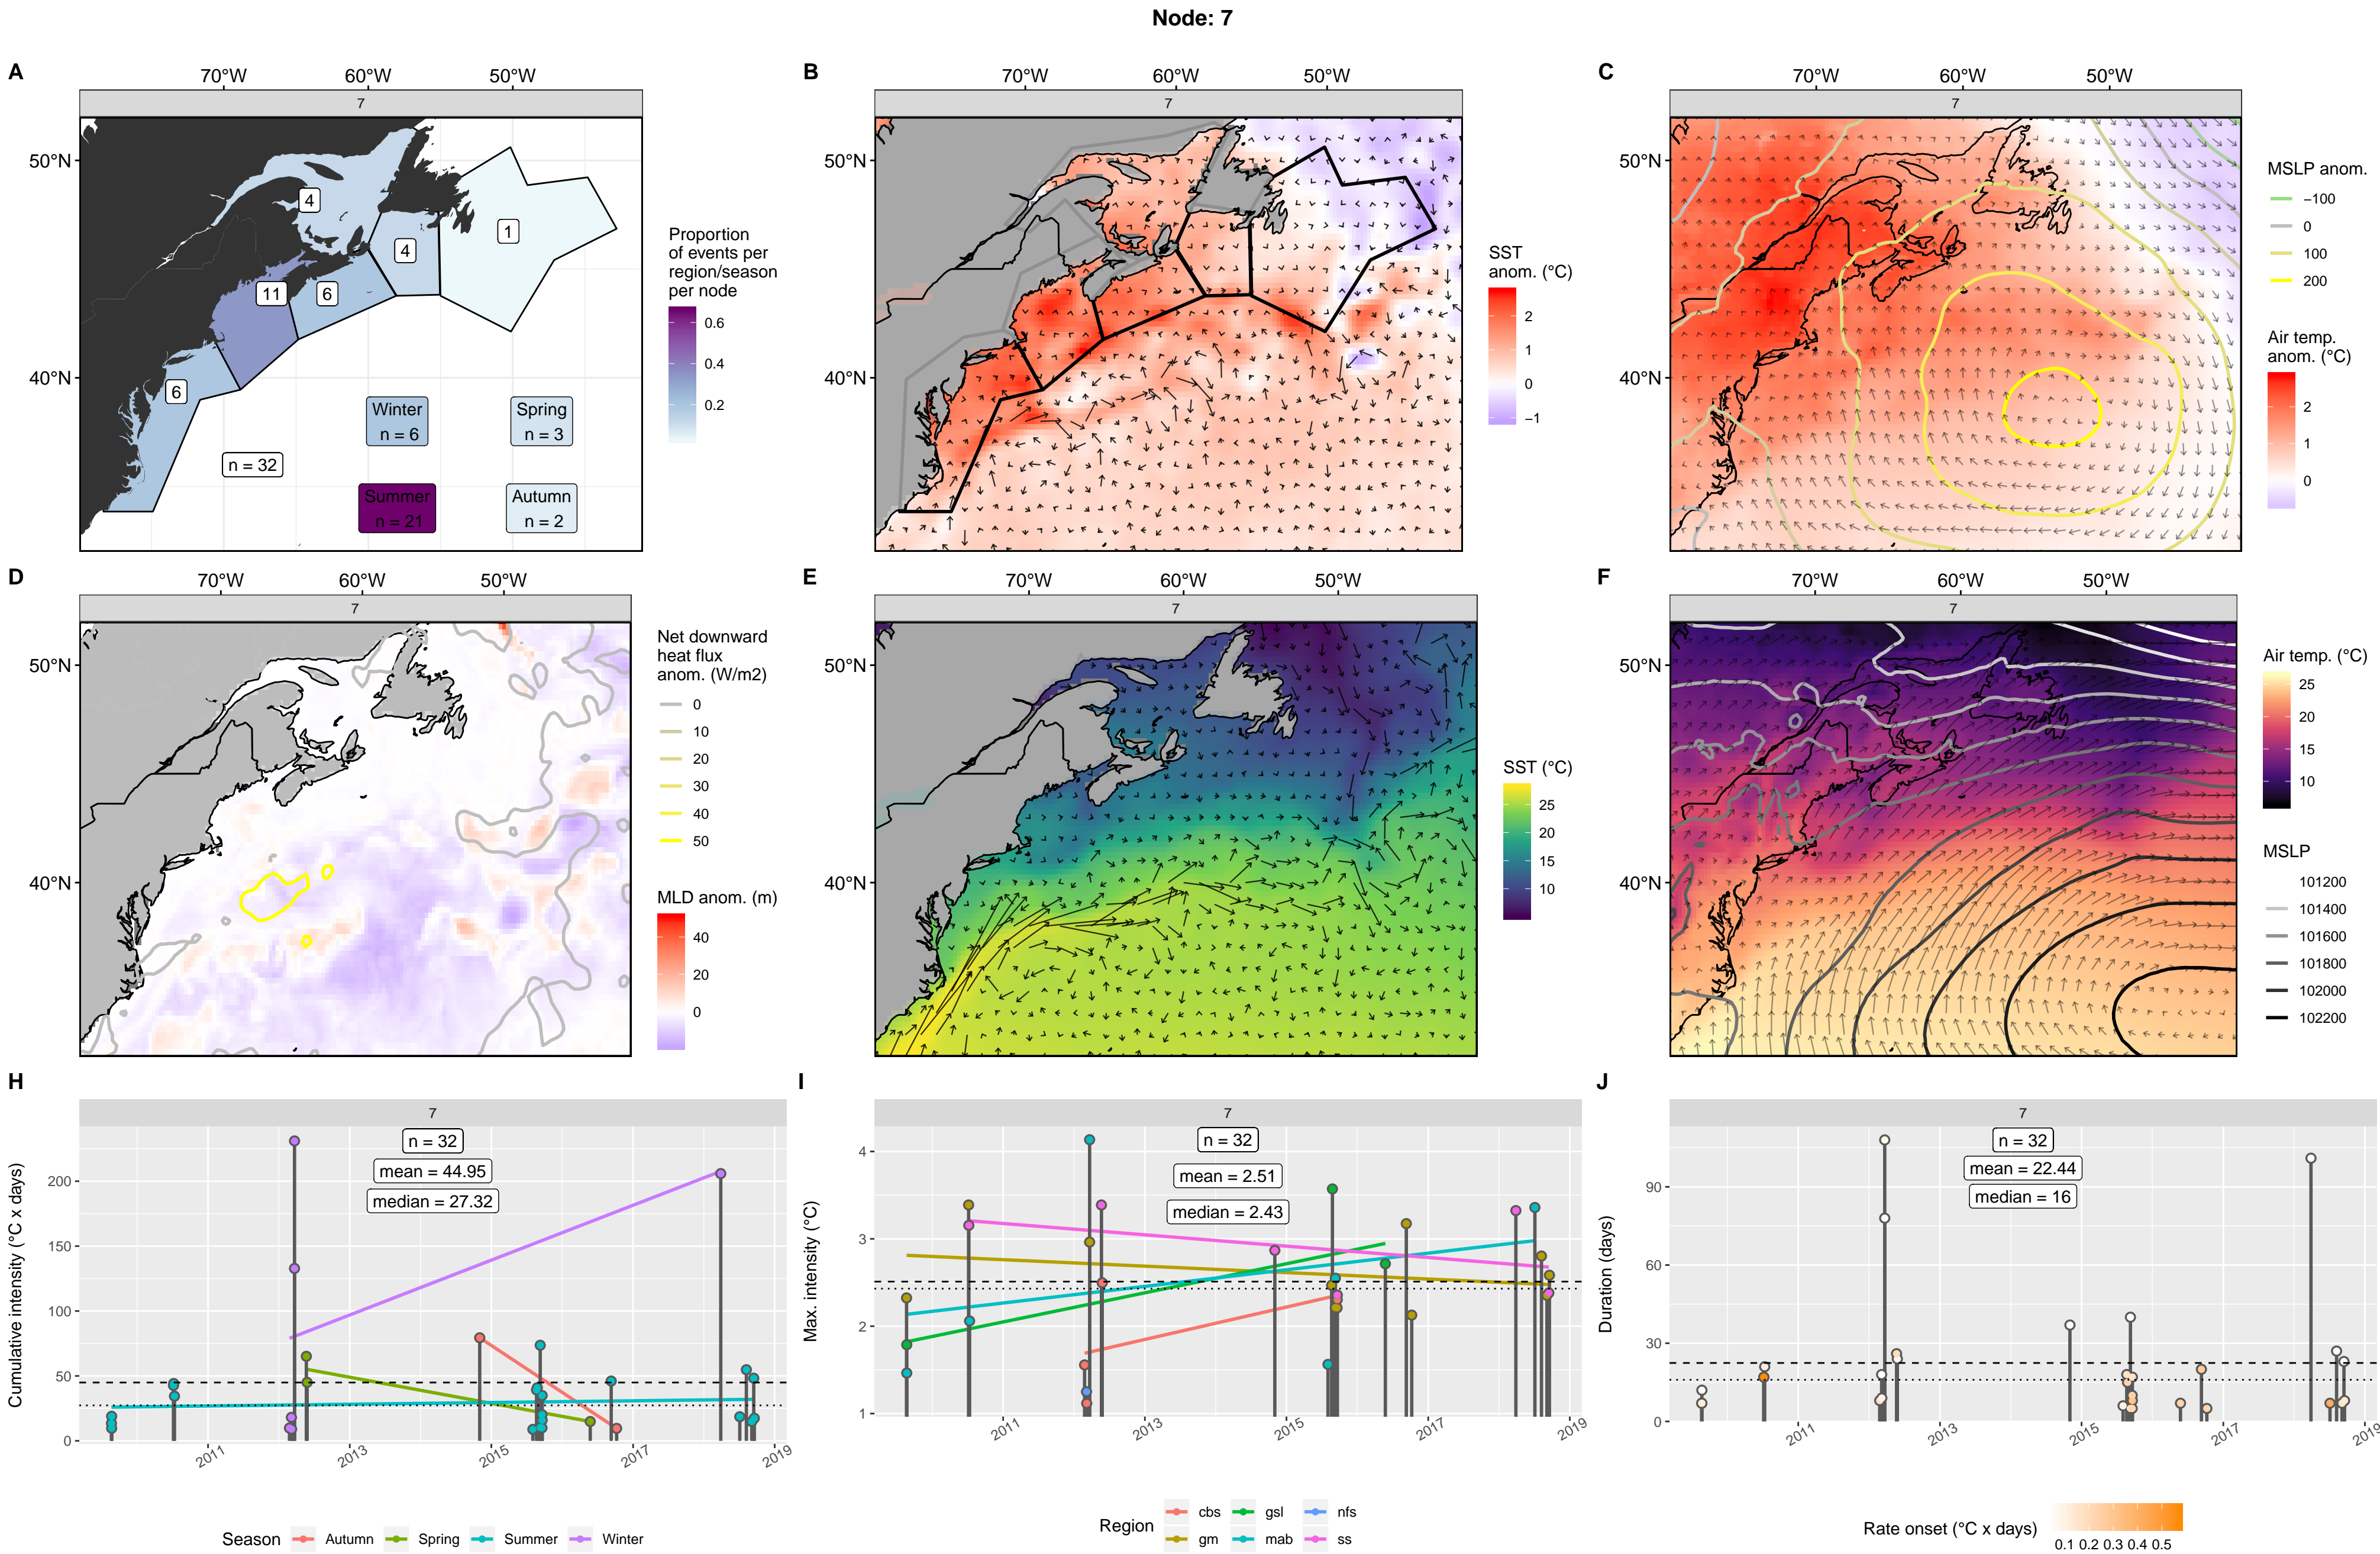 Node: 7
A
70°W 60°W 50°W
7
50°N
40°N
4
4
1
11
6
6
n = 32
Winter
n = 6
Spring
n = 3
Summer
n = 21
Autumn
n = 2
Proportion
of events per
region/season
per node
0.6
0.4
0.2
B
70°W 60°W 50°W
7
50°N
40°N
SST
anom. (°C)
2
1
0
−1
C
70°W 60°W 50°W
7
50°N
40°N
MSLP anom.
−100
0
100
200
Air temp.
anom. (°C)
2
1
0
D
70°W 60°W 50°W
7
50°N
40°N
Net downward
heat flux
anom. (W/m2)
0
10
20
30
40
50
MLD anom. (m)
40
20
0
E
70°W 60°W 50°W
7
50°N
40°N
SST (°C)
25
20
15
10
F
70°W 60°W 50°W
7
50°N
40°N
Air temp. (°C)
25
20
15
10
MSLP
101200
101400
101600
101800
102000
102200
H
7
n = 32
mean = 44.95
median = 27.32
Cumulative intensity (°C x days)
200
150
100
50
0
2011 2013 2015 2017 2019
Season Autumn Spring Summer Winter
I
7
n = 32
mean = 2.51
median = 2.43
Max. intensity (°C)
4
3
2
1
2011 2013 2015 2017 2019
Region
cbs gsl nfs
gm mab ss
J
7
n = 32
mean = 22.44
median = 16
Duration (days)
90
60
30
0
2011 2013 2015 2017 2019
Rate onset (°C x days)
0.1 0.2 0.3 0.4 0.5